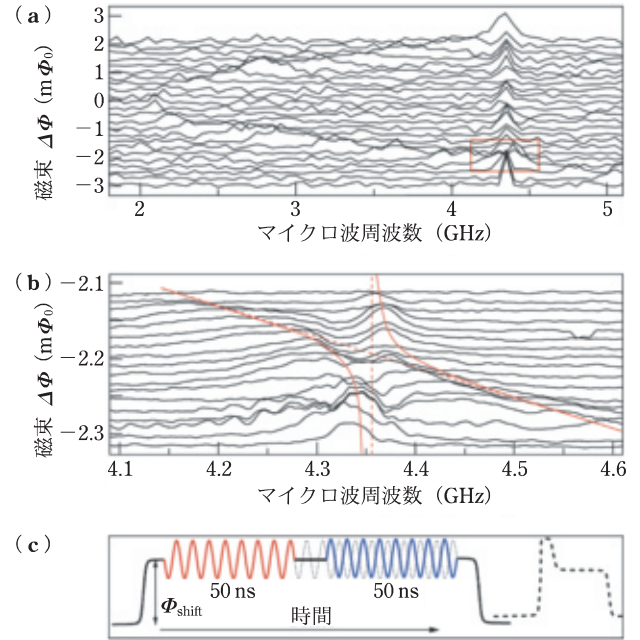 (a)
3
2
1
0
−1
−2
−3
磁束 ΔΦ (mΦ₀)
2 3 4 5
マイクロ波周波数(GHz)
(b)
−2.1
−2.2
−2.3
磁束 ΔΦ (mΦ₀)
4.1 4.2 4.3 4.4 4.5 4.6
マイクロ波周波数(GHz)
(c)
50 ns 50 ns
Φshift
時間